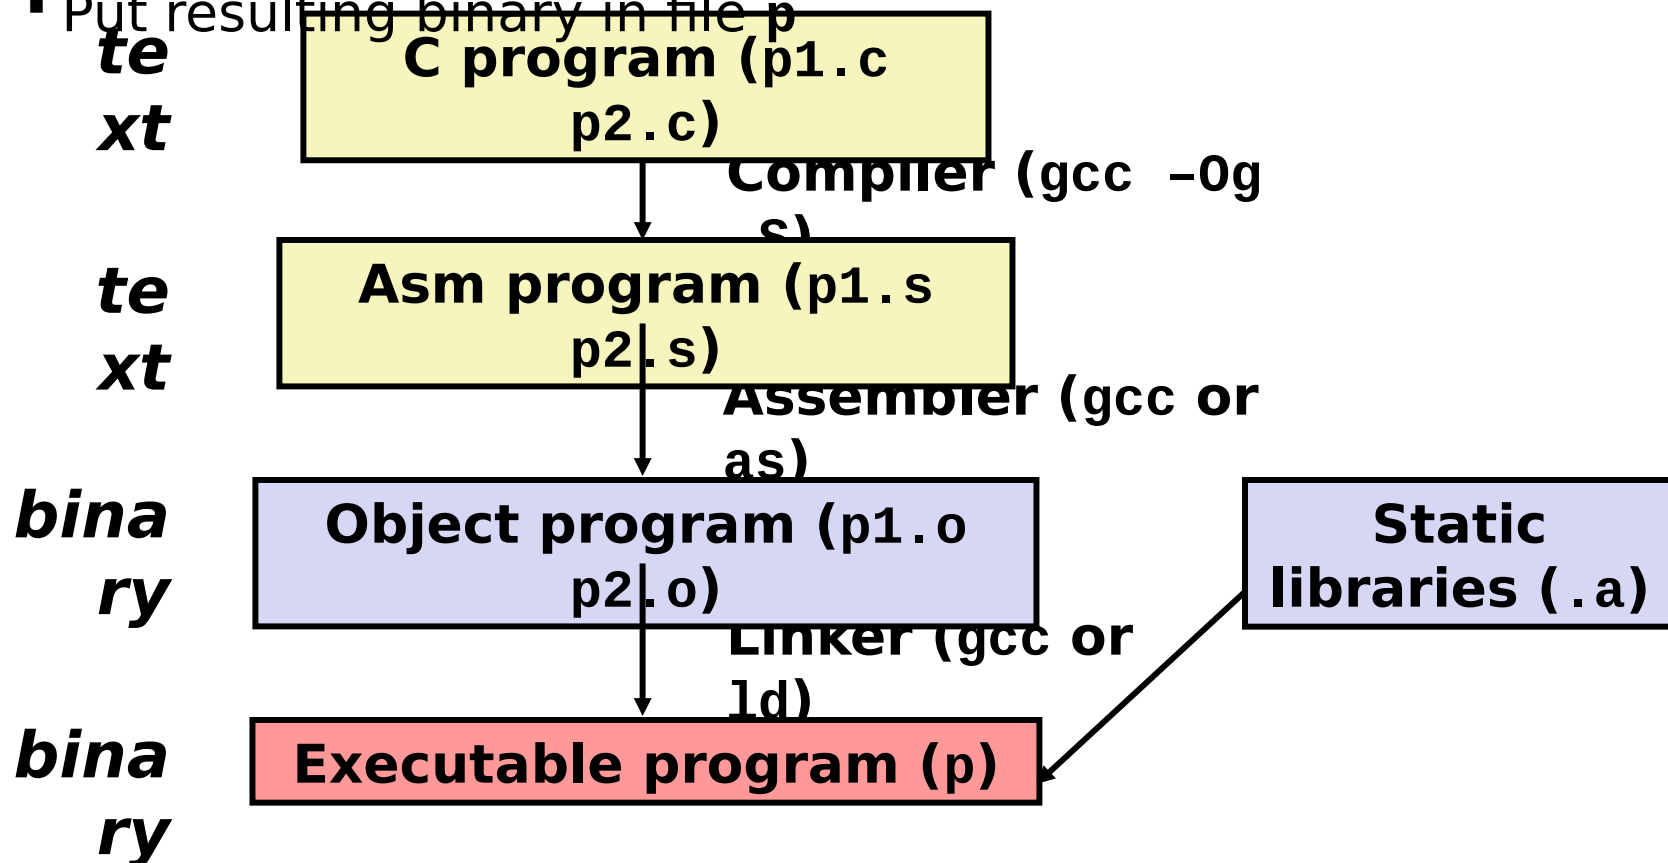 Put resulting binary in file p
te
xt
C program (p1.c
p2.c)
Compiler (gcc –Og
S)
te
xt
Asm program (p1.s
p2.s)
Assembler (gcc or
as)
bina
ry
Object program (p1.o
p2.o)
Static
libraries (.a)
Linker (gcc or
ld)
bina
ry
Executable program (p)